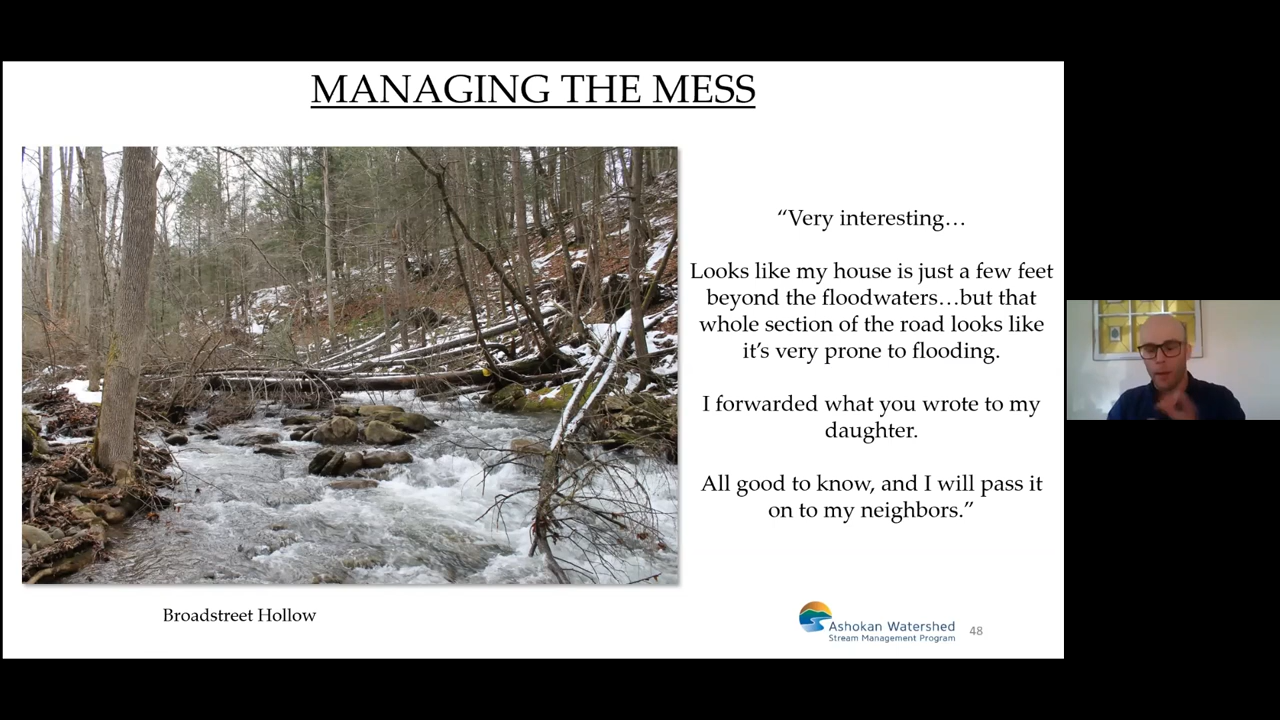 MANAGING THE MESS
“Very interesting…
Looks like my house is just a few feet
beyond the floodwaters…but that
whole section of the road looks like
it’s very prone to flooding.
I forwarded what you wrote to my
daughter.
All good to know, and I will pass it
on to my neighbors.”
Broadstreet Hollow
Ashokan Watershed
Stream Management Program
48